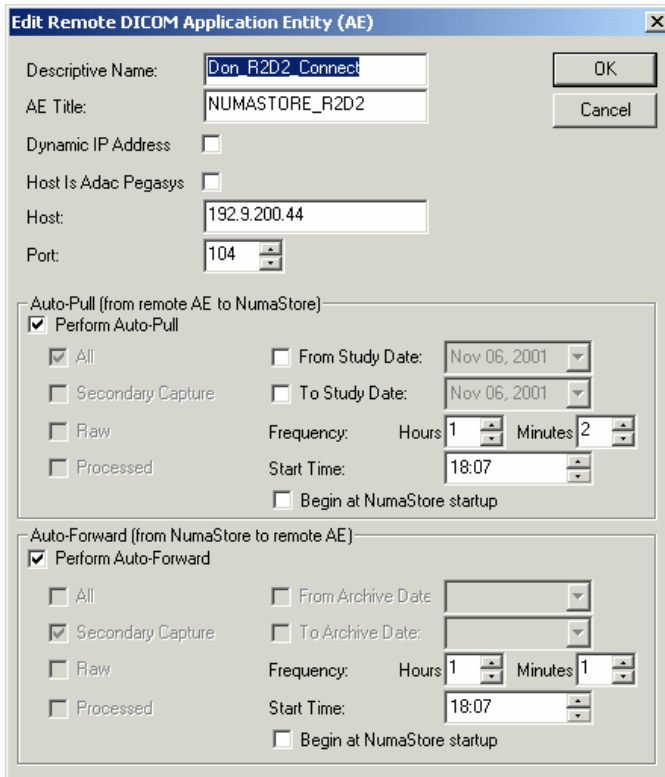 Edit Remote DICOM Application Entity (AE)
Descriptive Name: Don_R2D2_Connect OK
AE Title: NUMASTORE_R2D2 Cancel
Dynamic IP Address
Host Is Adac Pegasys
Host: 192.9.200.44
Port: 104
Auto-Pull (from remote AE to NumaStore)
Perform Auto-Pull
All From Study Date: Nov 06, 2001
Secondary Capture To Study Date: Nov 06, 2001
Raw Frequency: Hours 1 Minutes 2
Processed Start Time: 18:07
Begin at NumaStore startup
Auto-Forward (from NumaStore to remote AE)
Perform Auto-Forward
All From Archive Date
Secondary Capture To Archive Date:
Raw Frequency: Hours 1 Minutes 1
Processed Start Time: 18:07
Begin at NumaStore startup